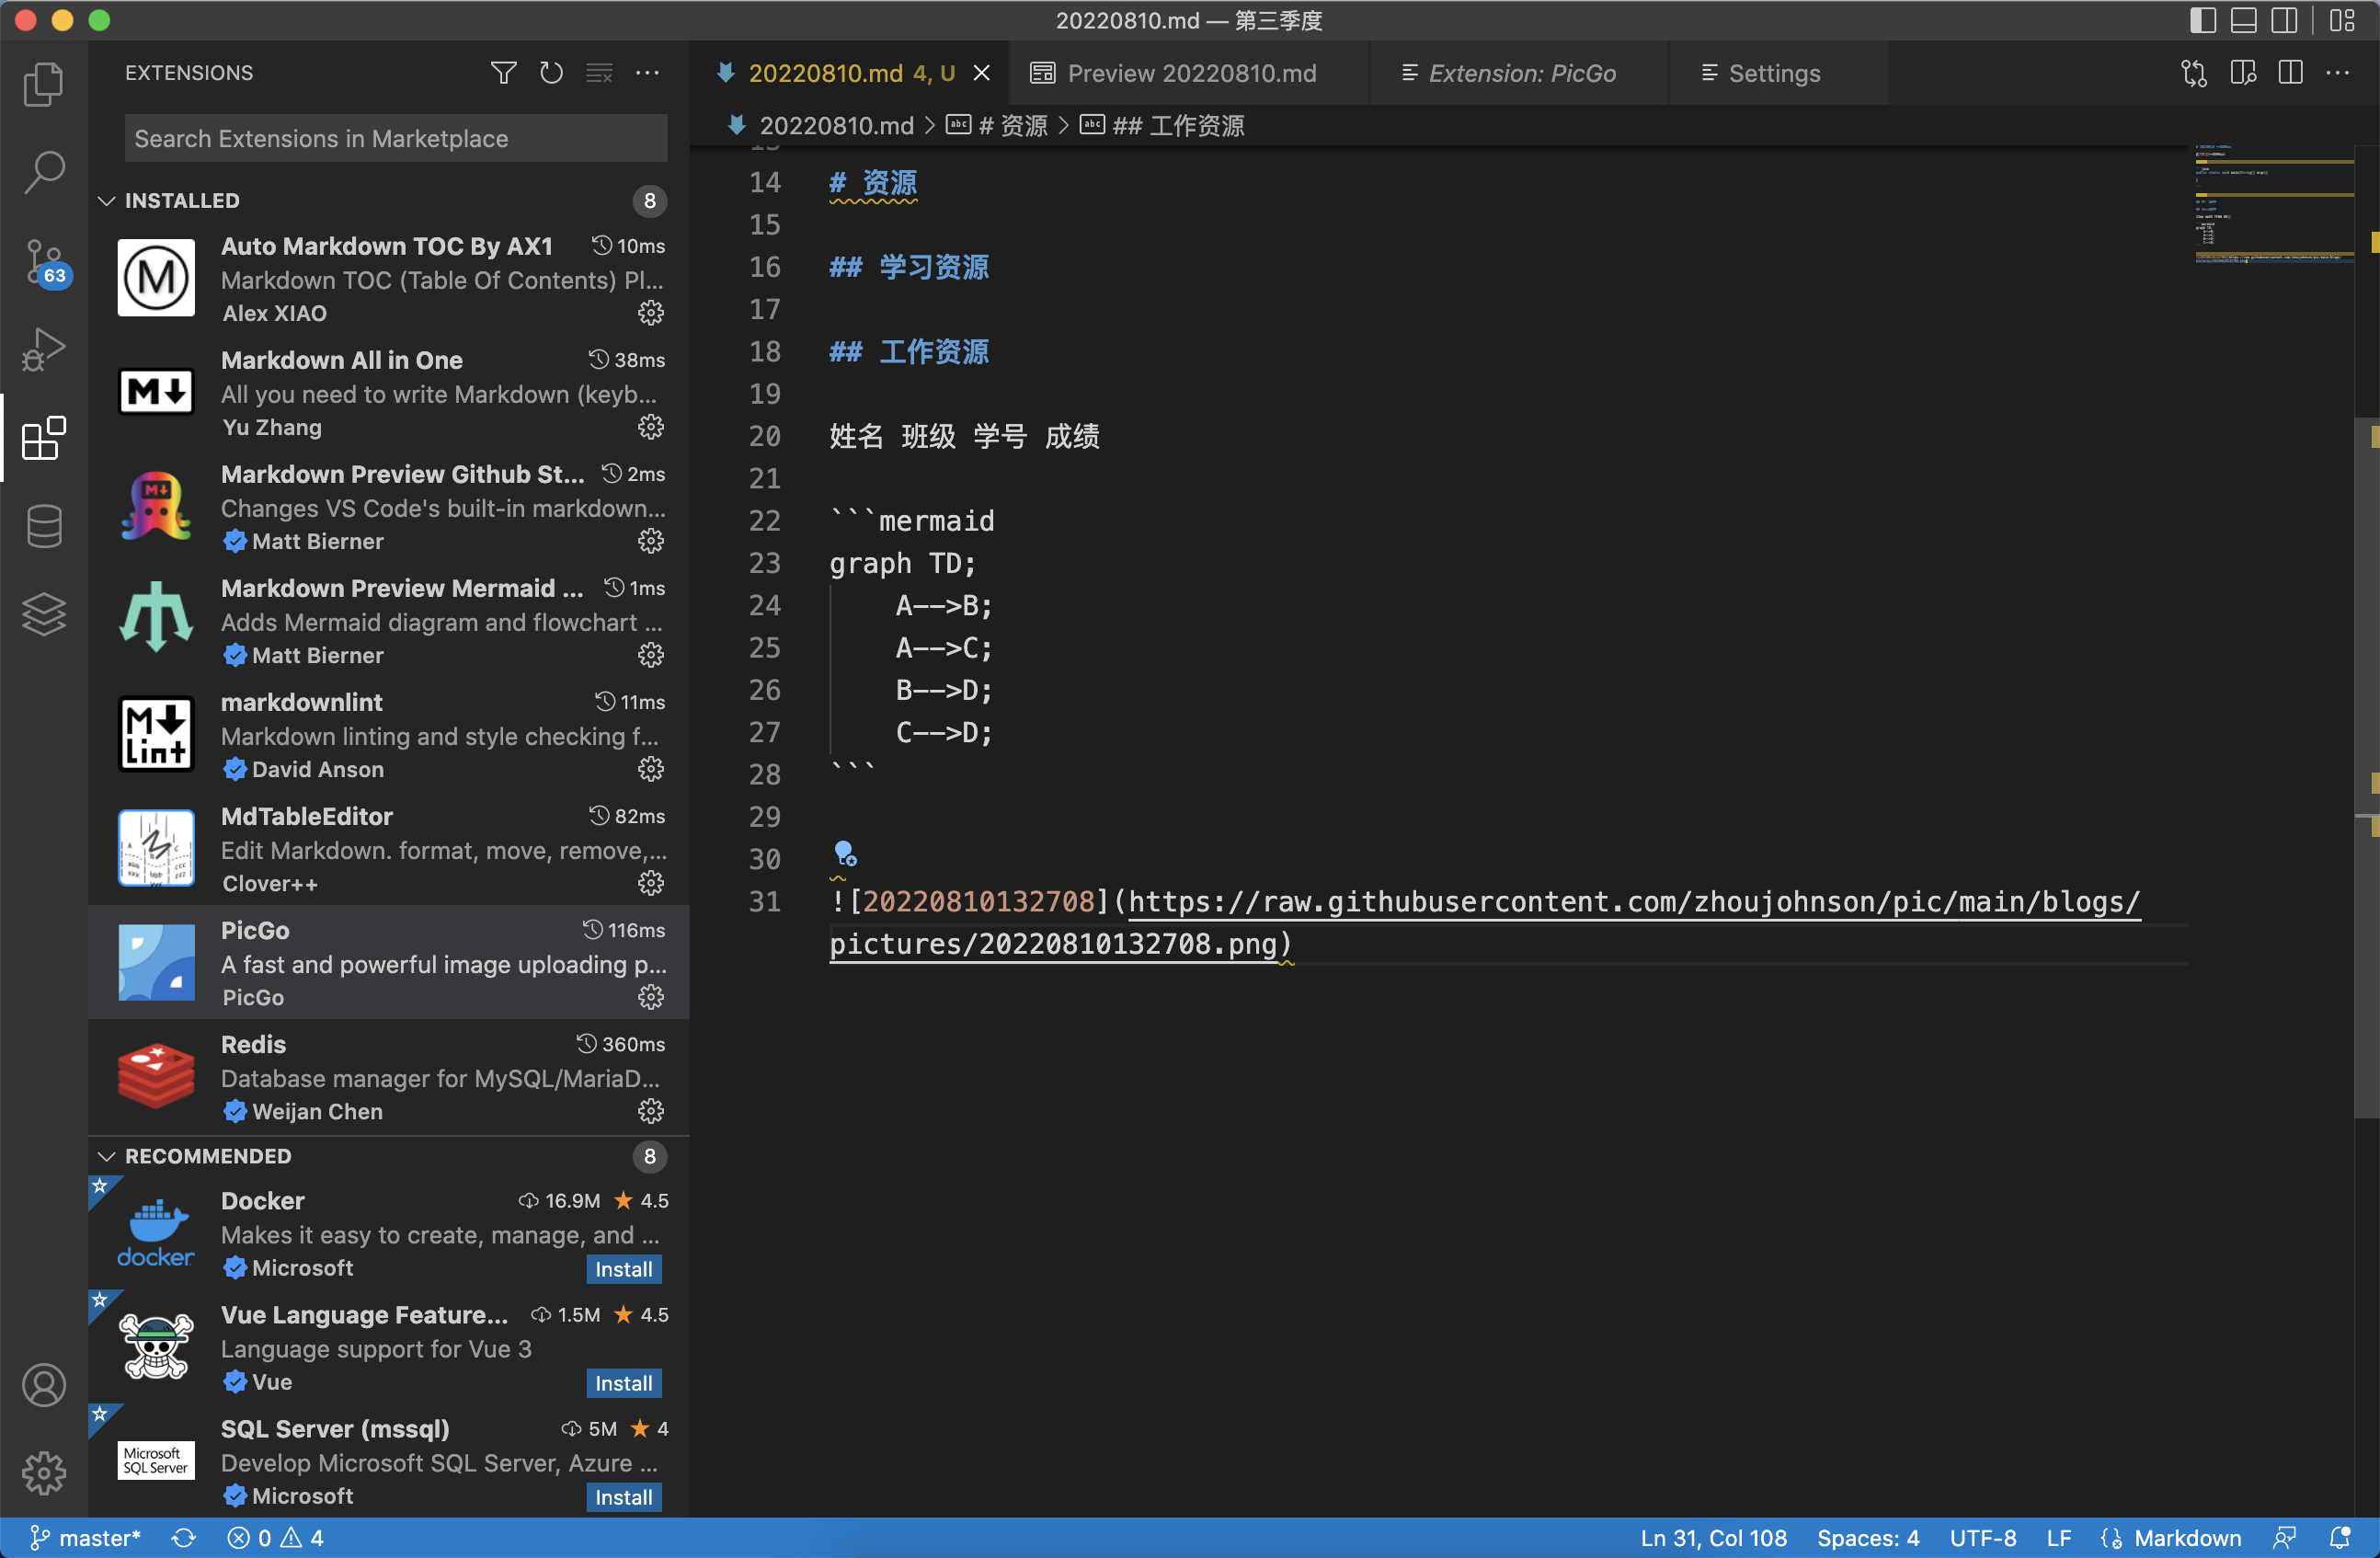 20220810.md — 第三季度
EXTENSIONS
Search Extensions in Marketplace
INSTALLED 8
Auto Markdown TOC By AX1 10ms
Markdown TOC (Table Of Contents) Pl...
Alex XIAO
Markdown All in One 38ms
All you need to write Markdown (keyb...
Yu Zhang
Markdown Preview Github St... 2ms
Changes VS Code's built-in markdown...
Matt Bierner
Markdown Preview Mermaid ... 1ms
Adds Mermaid diagram and flowchart ...
Matt Bierner
markdownlint 11ms
Markdown linting and style checking f...
David Anson
MdTableEditor 82ms
Edit Markdown. format, move, remove,...
Clover++
PicGo 116ms
A fast and powerful image uploading p...
PicGo
Redis 360ms
Database manager for MySQL/MariaD...
Weijan Chen
RECOMMENDED 8
Docker 16.9M 4.5
Makes it easy to create, manage, and ...
Microsoft Install
docker
Vue Language Feature... 1.5M 4.5
Language support for Vue 3
Vue Install
SQL Server (mssql) 5M 4
Microsoft SQL Server
Develop Microsoft SQL Server, Azure ...
Microsoft Install
63
20220810.md 4, U
Preview 20220810.md
Extension: PicGo
Settings
20220810.md > # 资源 > ## 工作资源
14 # 资源
15
16 ## 学习资源
17
18 ## 工作资源
19
20 姓名 班级 学号 成绩
21
22 ```mermaid
23 graph TD;
24 A-->B;
25 A-->C;
26 B-->D;
27 C-->D;
28 ```
29
30
31 ![20220810132708](https://raw.githubusercontent.com/zhoujohnson/pic/main/blogs/
pictures/20220810132708.png)
master* 0 4
Ln 31, Col 108 Spaces: 4 UTF-8 LF Markdown